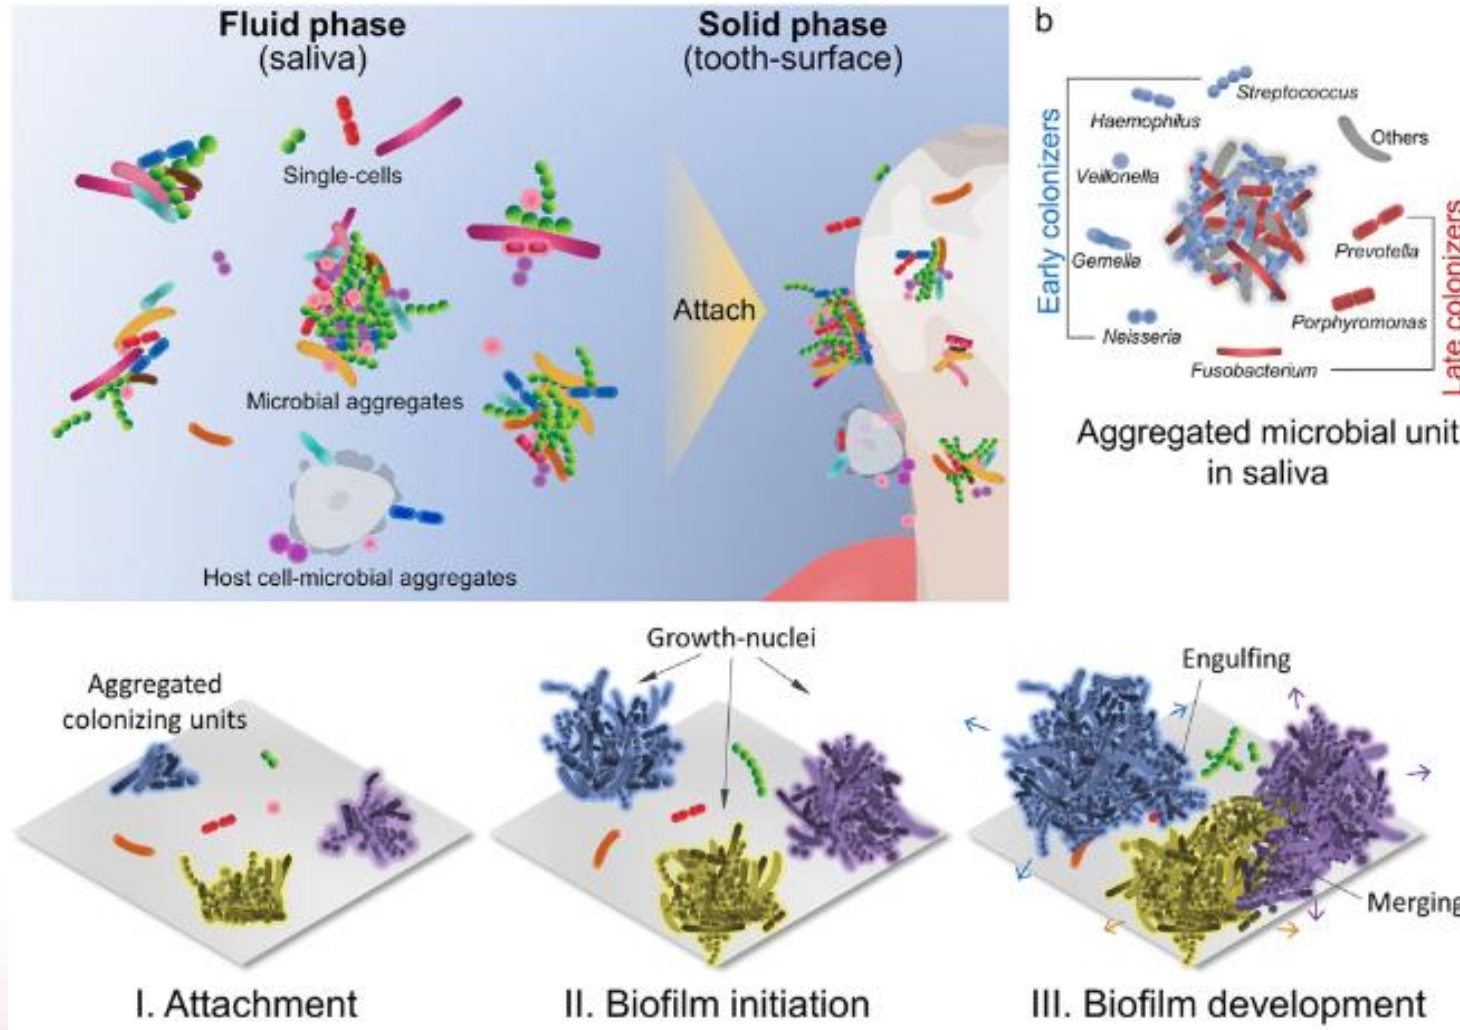 Fluid phase
(saliva)
Solid phase
(tooth-surface)
Single-cells
Attach
Microbial aggregates
Host cell-microbial aggregates
b
Early colonizers
Streptococcus
Haemophilus
Others
Veillonella
Gemella
Prevotella
Porphyromonas
Neisseria
Fusobacterium
Late colonizers
Aggregated microbial unit
in saliva
Aggregated
colonizing units
Growth-nuclei
Engulfing
Merging
I. Attachment
II. Biofilm initiation
III. Biofilm development